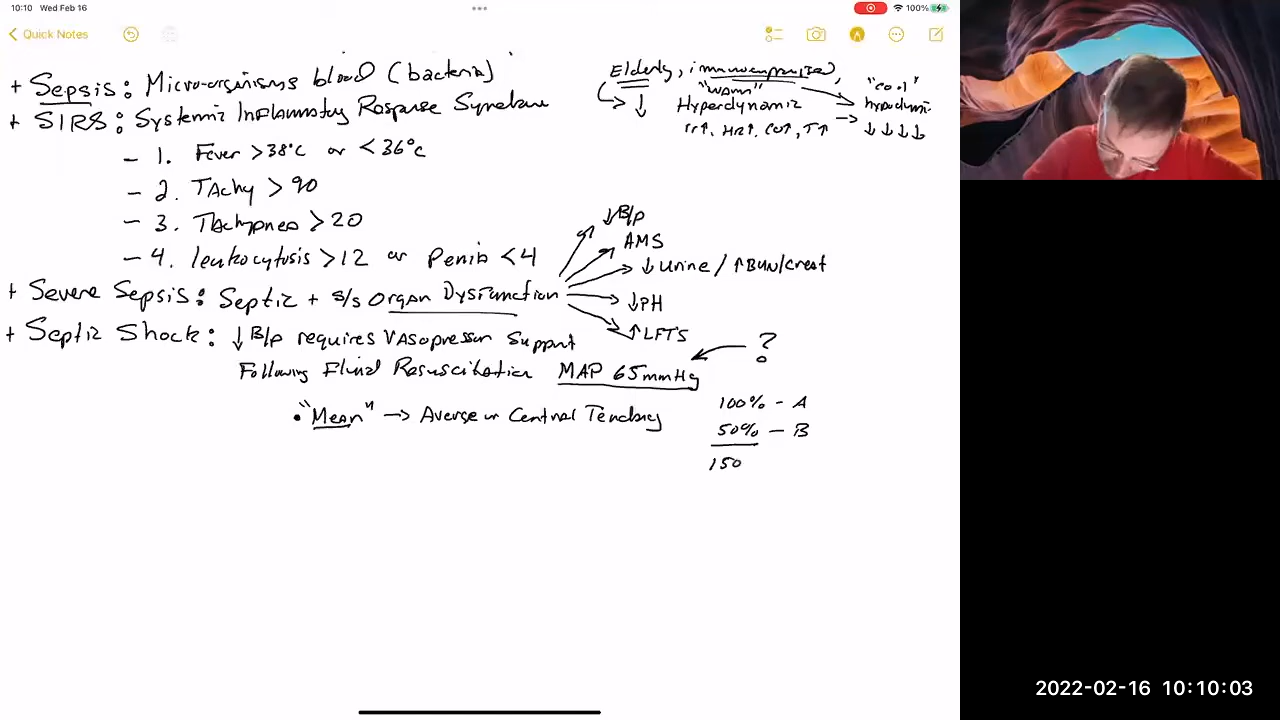 10:10 Wed Feb 16
100%
Quick Notes
+ Sepsis: Micro-organisms blood (bacteria)
+ SIRS: Systemic Inflammatory Response Syndrome
- 1. Fever >38°C or <36°C
- 2. TAchy >90
- 3. TAchypnea >20
- 4. leukocytosis >12 or penia <4
+ Severe Sepsis: Septic + s/s Organ Dysfunction
+ Septic Shock: ↓ B/p requires VAsopressor Support
Following Fluid Resuscitation MAP 65mmHg
• "Mean" → Average or Central Tendency
Elderly, immunocompromised,
↓ "warm" "cool"
Hyperdynamic → hypodynamic
rr↑, HR↑, CO↑, T↑ ↓ ↓ ↓ ↓
↓B/p
AMS
↓ Urine / ↑ BUN/creat
↓PH
↑ LFTS
?
100% - A
50% - B
150
2022-02-16 10:10:03